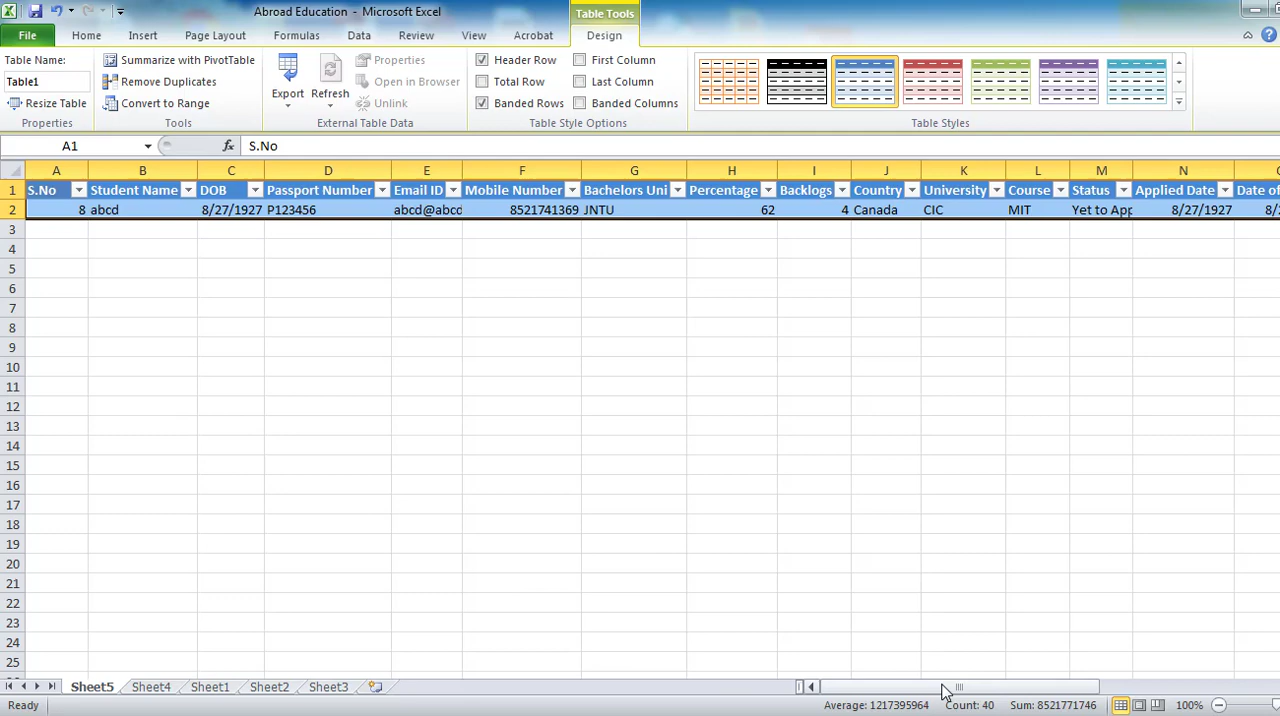 Abroad Education - Microsoft Excel
Table Tools
File Home Insert Page Layout Formulas Data Review View Acrobat Design
Table Name:
Table1
Resize Table
Properties
Summarize with PivotTable
Remove Duplicates
Convert to Range
Tools
Export
Refresh
Properties
Open in Browser
Unlink
External Table Data
Header Row
Total Row
Banded Rows
First Column
Last Column
Banded Columns
Table Style Options
Table Styles
A1 fx S.No
A B C D E F G H I J K L M N
1 S.No Student Name DOB Passport Number Email ID Mobile Number Bachelors Uni Percentage Backlogs Country University Course Status Applied Date Date of
2 8 abcd 8/27/1927 P123456 abcd@abcd 8521741369 JNTU 62 4 Canada CIC MIT Yet to App 8/27/1927 8/
3
4
5
6
7
8
9
10
11
12
13
14
15
16
17
18
19
20
21
22
23
24
25
Sheet5 Sheet4 Sheet1 Sheet2 Sheet3
Ready Average: 1217395964 Count: 40 Sum: 8521771746 100%